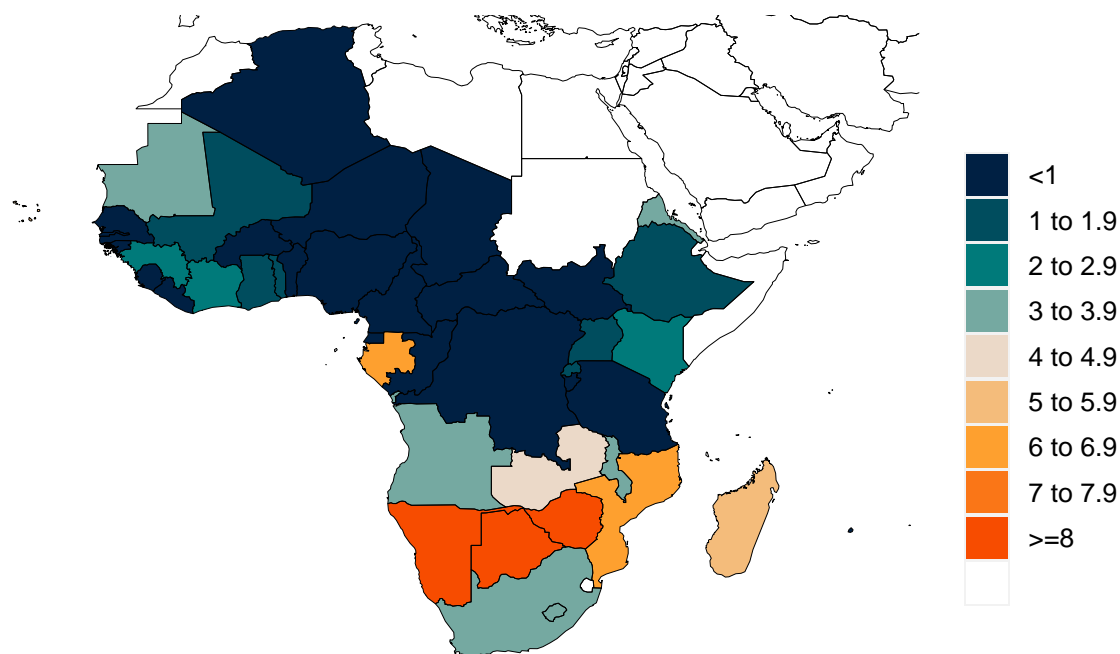 <1
1 to 1.9
2 to 2.9
3 to 3.9
4 to 4.9
5 to 5.9
6 to 6.9
7 to 7.9
>=8